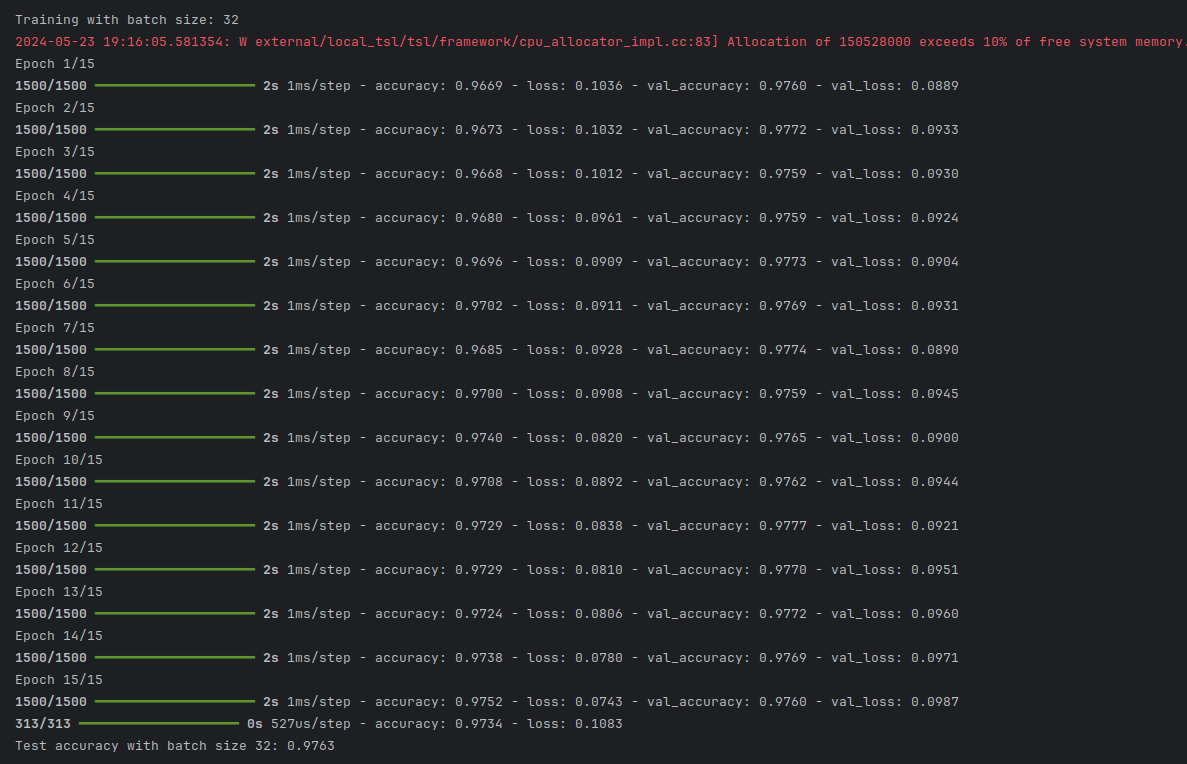 Training with batch size: 32
2024-05-23 19:16:05.581354: W external/local_tsl/tsl/framework/cpu_allocator_impl.cc:83] Allocation of 150528000 exceeds 10% of free system memory.
Epoch 1/15
1500/1500 ━━━━━━━━━━━━━━━━━━━━ 2s 1ms/step - accuracy: 0.9669 - loss: 0.1036 - val_accuracy: 0.9760 - val_loss: 0.0889
Epoch 2/15
1500/1500 ━━━━━━━━━━━━━━━━━━━━ 2s 1ms/step - accuracy: 0.9673 - loss: 0.1032 - val_accuracy: 0.9772 - val_loss: 0.0933
Epoch 3/15
1500/1500 ━━━━━━━━━━━━━━━━━━━━ 2s 1ms/step - accuracy: 0.9668 - loss: 0.1012 - val_accuracy: 0.9759 - val_loss: 0.0930
Epoch 4/15
1500/1500 ━━━━━━━━━━━━━━━━━━━━ 2s 1ms/step - accuracy: 0.9680 - loss: 0.0961 - val_accuracy: 0.9759 - val_loss: 0.0924
Epoch 5/15
1500/1500 ━━━━━━━━━━━━━━━━━━━━ 2s 1ms/step - accuracy: 0.9696 - loss: 0.0909 - val_accuracy: 0.9773 - val_loss: 0.0904
Epoch 6/15
1500/1500 ━━━━━━━━━━━━━━━━━━━━ 2s 1ms/step - accuracy: 0.9702 - loss: 0.0911 - val_accuracy: 0.9769 - val_loss: 0.0931
Epoch 7/15
1500/1500 ━━━━━━━━━━━━━━━━━━━━ 2s 1ms/step - accuracy: 0.9685 - loss: 0.0928 - val_accuracy: 0.9774 - val_loss: 0.0890
Epoch 8/15
1500/1500 ━━━━━━━━━━━━━━━━━━━━ 2s 1ms/step - accuracy: 0.9700 - loss: 0.0908 - val_accuracy: 0.9759 - val_loss: 0.0945
Epoch 9/15
1500/1500 ━━━━━━━━━━━━━━━━━━━━ 2s 1ms/step - accuracy: 0.9740 - loss: 0.0820 - val_accuracy: 0.9765 - val_loss: 0.0900
Epoch 10/15
1500/1500 ━━━━━━━━━━━━━━━━━━━━ 2s 1ms/step - accuracy: 0.9708 - loss: 0.0892 - val_accuracy: 0.9762 - val_loss: 0.0944
Epoch 11/15
1500/1500 ━━━━━━━━━━━━━━━━━━━━ 2s 1ms/step - accuracy: 0.9729 - loss: 0.0838 - val_accuracy: 0.9777 - val_loss: 0.0921
Epoch 12/15
1500/1500 ━━━━━━━━━━━━━━━━━━━━ 2s 1ms/step - accuracy: 0.9729 - loss: 0.0810 - val_accuracy: 0.9770 - val_loss: 0.0951
Epoch 13/15
1500/1500 ━━━━━━━━━━━━━━━━━━━━ 2s 1ms/step - accuracy: 0.9724 - loss: 0.0806 - val_accuracy: 0.9772 - val_loss: 0.0960
Epoch 14/15
1500/1500 ━━━━━━━━━━━━━━━━━━━━ 2s 1ms/step - accuracy: 0.9738 - loss: 0.0780 - val_accuracy: 0.9769 - val_loss: 0.0971
Epoch 15/15
1500/1500 ━━━━━━━━━━━━━━━━━━━━ 2s 1ms/step - accuracy: 0.9752 - loss: 0.0743 - val_accuracy: 0.9760 - val_loss: 0.0987
313/313 ━━━━━━━━━━━━━━━━━━━━ 0s 527us/step - accuracy: 0.9734 - loss: 0.1083
Test accuracy with batch size 32: 0.9763